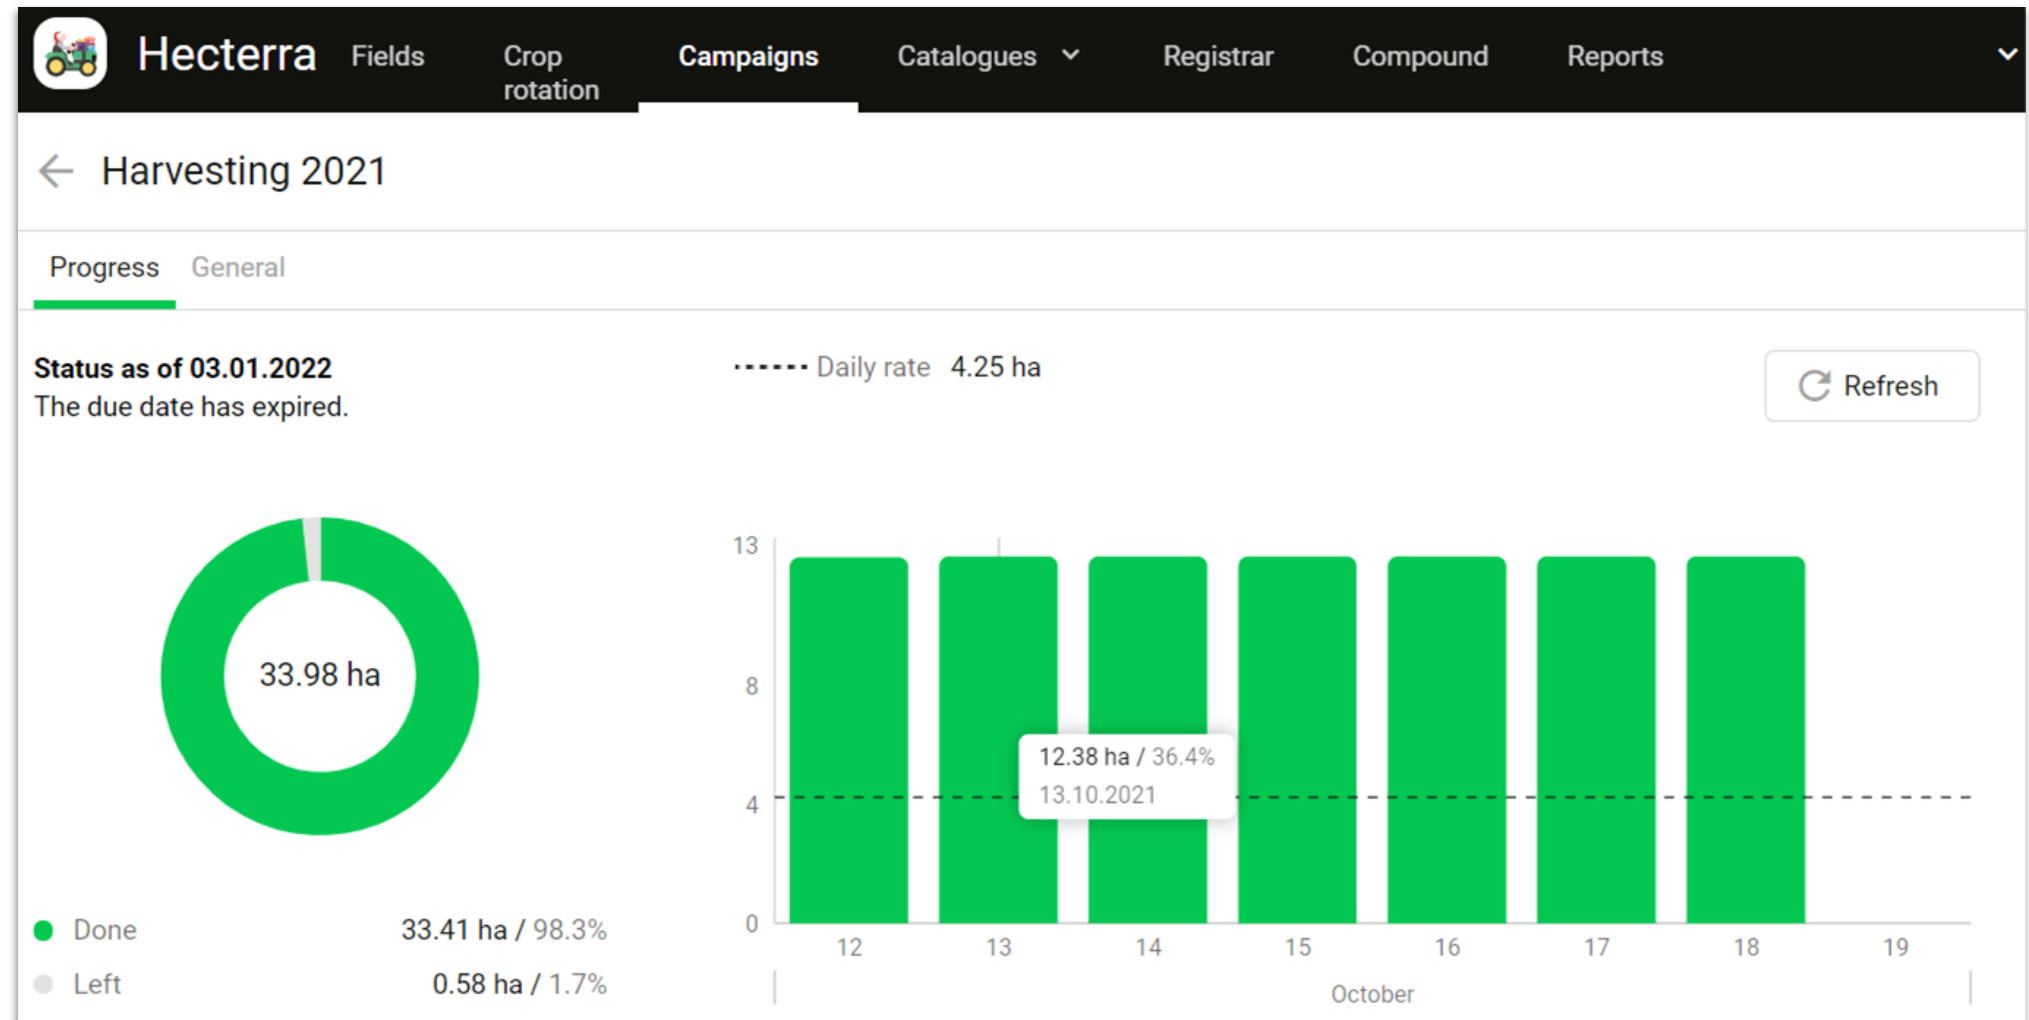 Hecterra Fields Crop rotation Campaigns Catalogues Registrar Compound Reports
Harvesting 2021
Progress General
Status as of 03.01.2022
The due date has expired.
Daily rate 4.25 ha
Refresh
33.98 ha
Done 33.41 ha / 98.3%
Left 0.58 ha / 1.7%
13
8
4
0
12.38 ha / 36.4%
13.10.2021
12 13 14 15 16 17 18 19
October